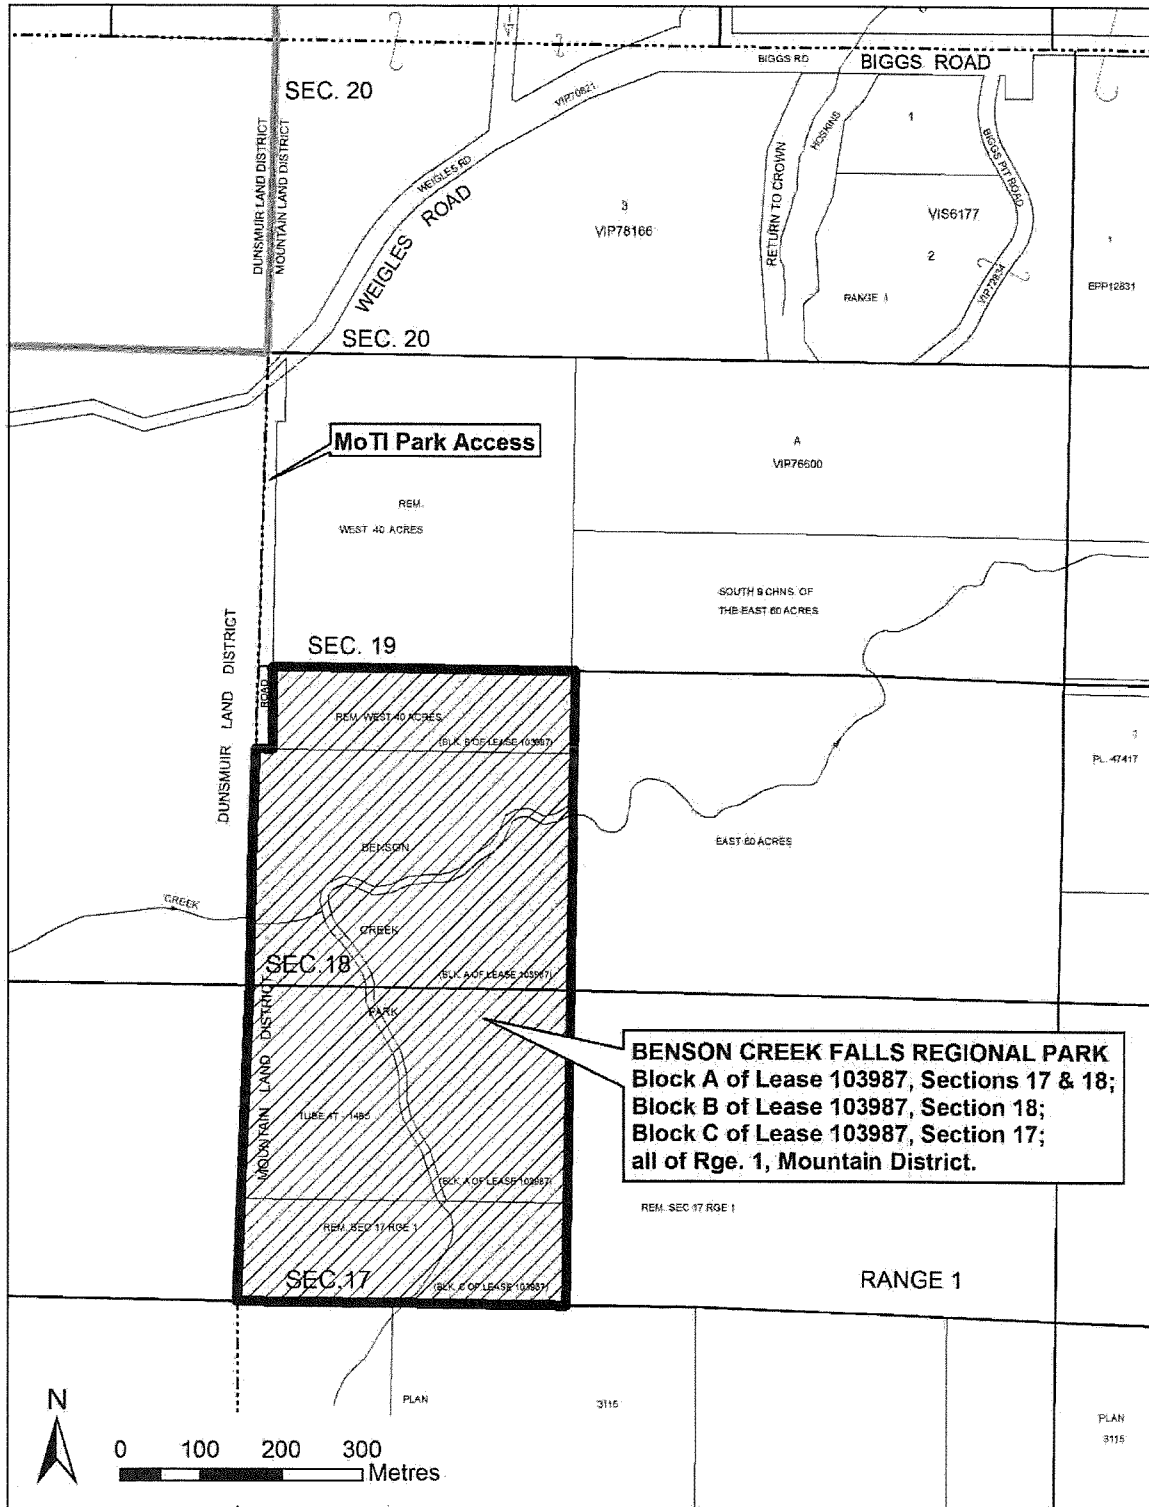 BIGGS RD
BIGGS ROAD
SEC. 20
VIP70621
DUNSMUIR LAND DISTRICT
MOUNTAIN LAND DISTRICT
WEIGLES RD
WEIGLES ROAD
HOSKINS
RETURN TO CROWN
1
BIGGS PIT ROAD
3
VIP78166
VIS6177
2
VIP72834
RANGE 1
1
EPP12831
SEC. 20
MoTI Park Access
A
VIP76600
REM.
WEST 40 ACRES
SOUTH 9 CHNS. OF
THE EAST 60 ACRES
DUNSMUIR LAND DISTRICT
SEC. 19
ROAD
REM. WEST 40 ACRES
(BLK. B OF LEASE 103987)
PL. 47417
BENSON
EAST 60 ACRES
CREEK
CREEK
SEC.18
(BLK. A OF LEASE 103987)
PARK
MOUNTAIN LAND DISTRICT
BENSON CREEK FALLS REGIONAL PARK
Block A of Lease 103987, Sections 17 & 18;
Block B of Lease 103987, Section 18;
Block C of Lease 103987, Section 17;
all of Rge. 1, Mountain District.
(BLK. A OF LEASE 103987)
REM. SEC 17 RGE 1
REM. SEC 17 RGE 1
SEC.17
(BLK. C OF LEASE 103987)
RANGE 1
N
0 100 200 300
Metres
PLAN
3115
PLAN
3115